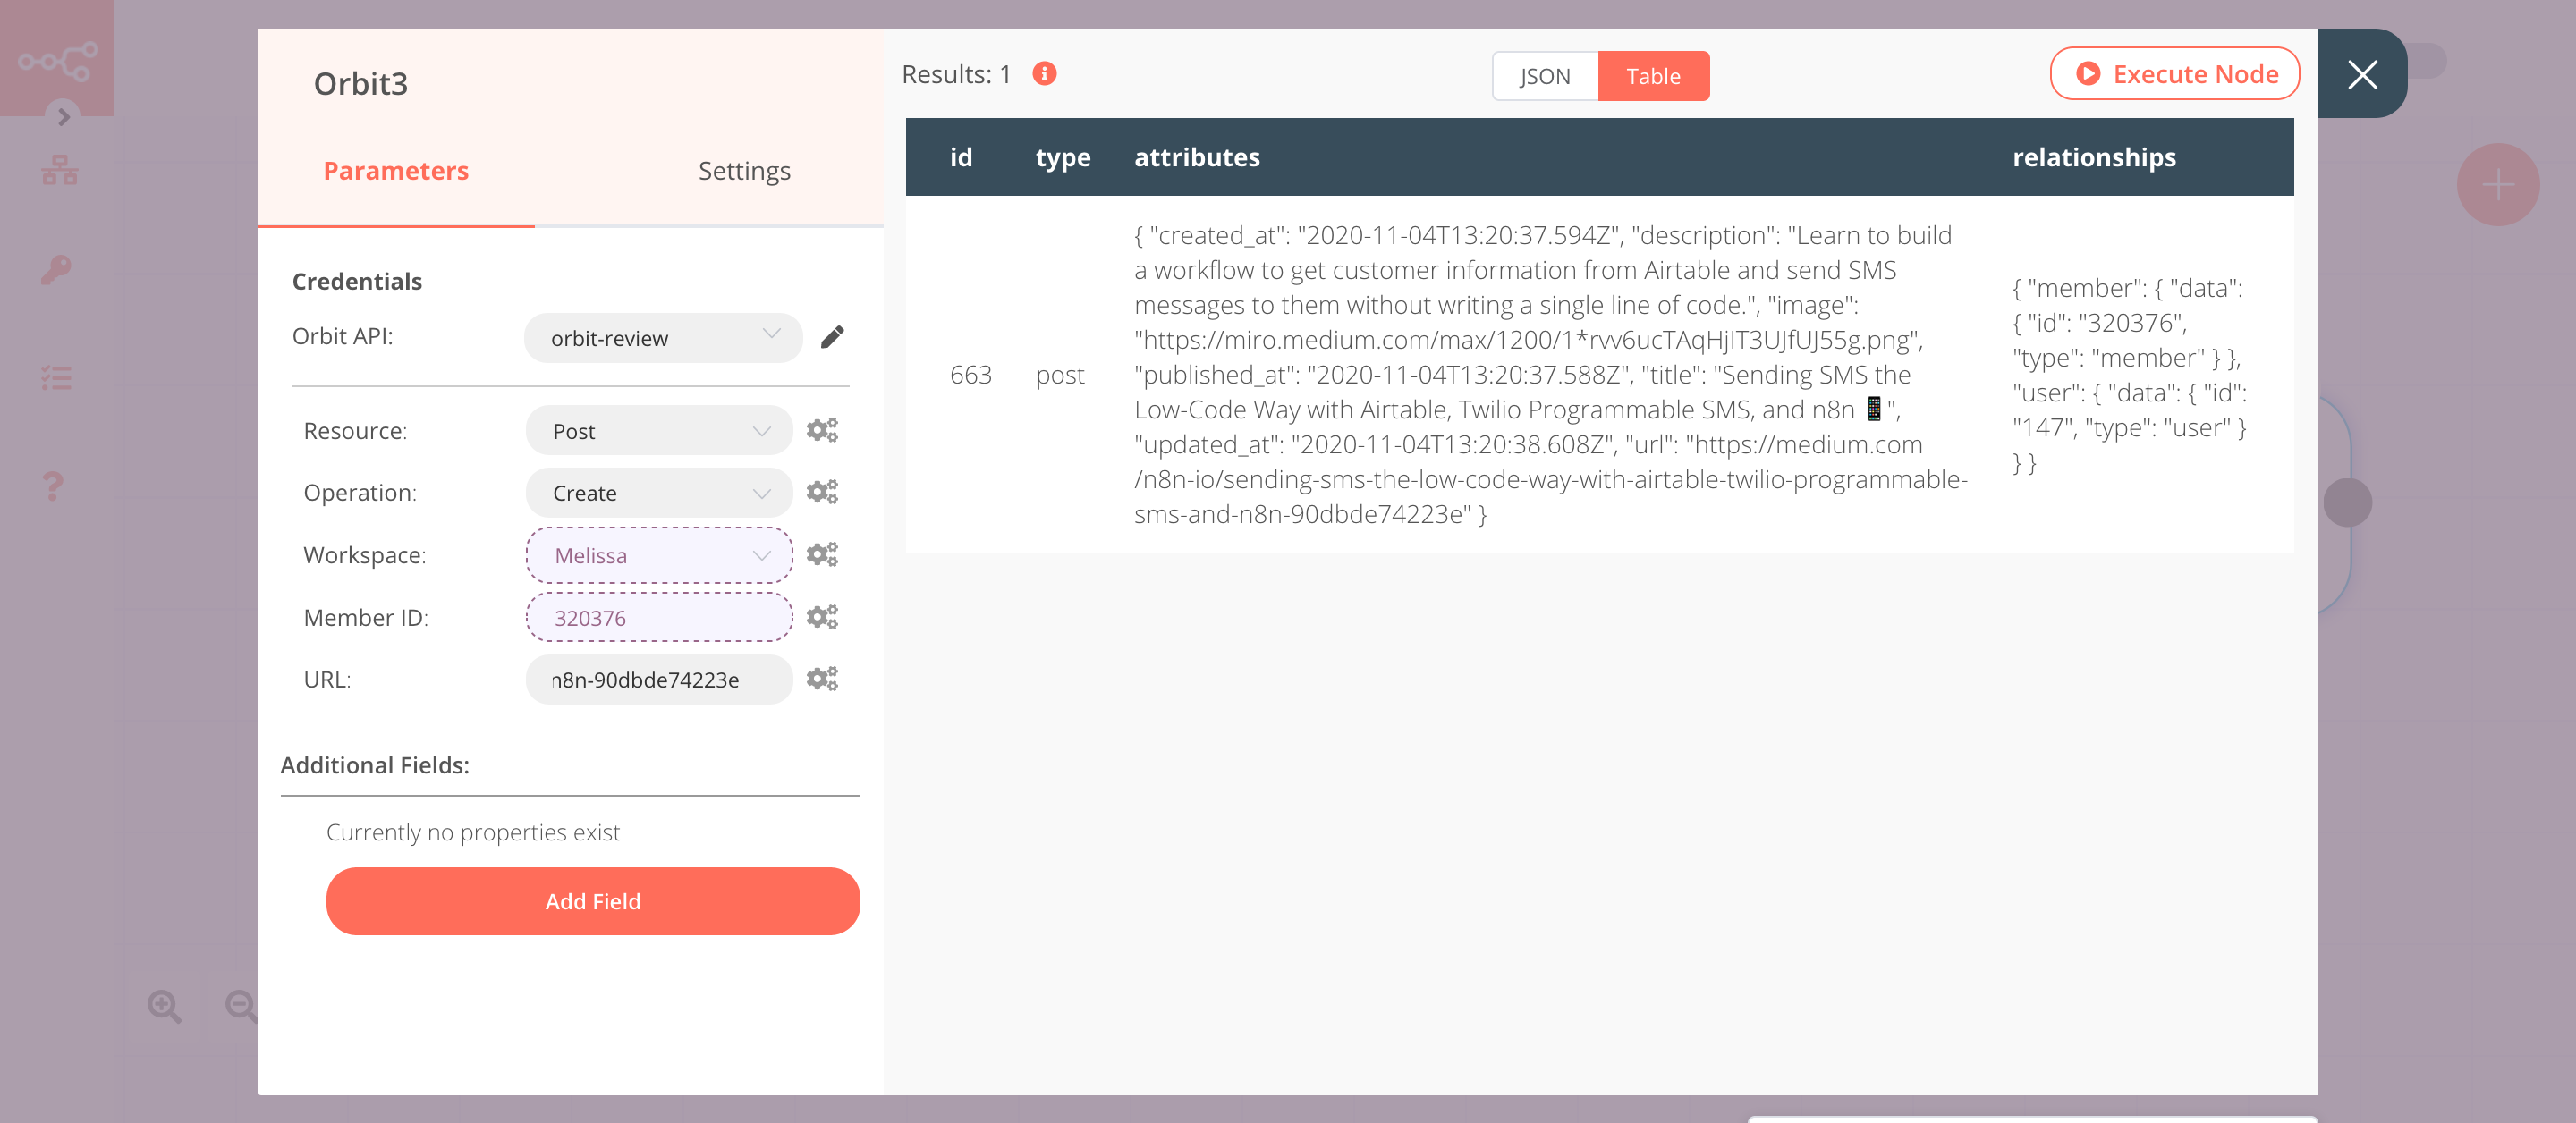 Orbit3
Parameters
Settings
Credentials
Orbit API:
orbit-review
Resource:
Post
Operation:
Create
Workspace:
Melissa
Member ID:
320376
URL:
n8n-90dbde74223e
Additional Fields:
Currently no properties exist
Add Field
Results: 1
JSON
Table
Execute Node
id
type
attributes
relationships
663
post
{ "created_at": "2020-11-04T13:20:37.594Z", "description": "Learn to build
a workflow to get customer information from Airtable and send SMS
messages to them without writing a single line of code.", "image":
"https://miro.medium.com/max/1200/1*rvv6ucTAqHjIT3UJfUJ55g.png",
"published_at": "2020-11-04T13:20:37.588Z", "title": "Sending SMS the
Low-Code Way with Airtable, Twilio Programmable SMS, and n8n 📱",
"updated_at": "2020-11-04T13:20:38.608Z", "url": "https://medium.com
/n8n-io/sending-sms-the-low-code-way-with-airtable-twilio-programmable-
sms-and-n8n-90dbde74223e" }
{ "member": { "data":
{ "id": "320376",
"type": "member" } },
"user": { "data": { "id":
"147", "type": "user" }
} }